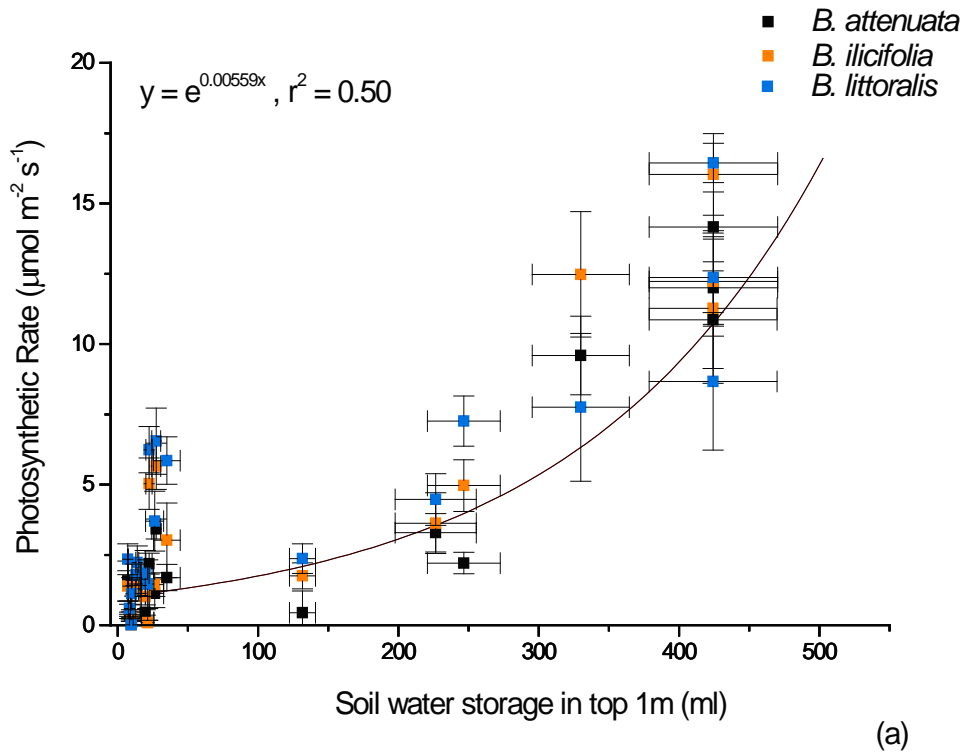 B. attenuata
B. ilicifolia
B. littoralis
y = e^0.00559x , r² = 0.50
20
15
10
5
0
Photosynthetic Rate (μmol m⁻² s⁻¹)
0 100 200 300 400 500
Soil water storage in top 1m (ml)
(a)